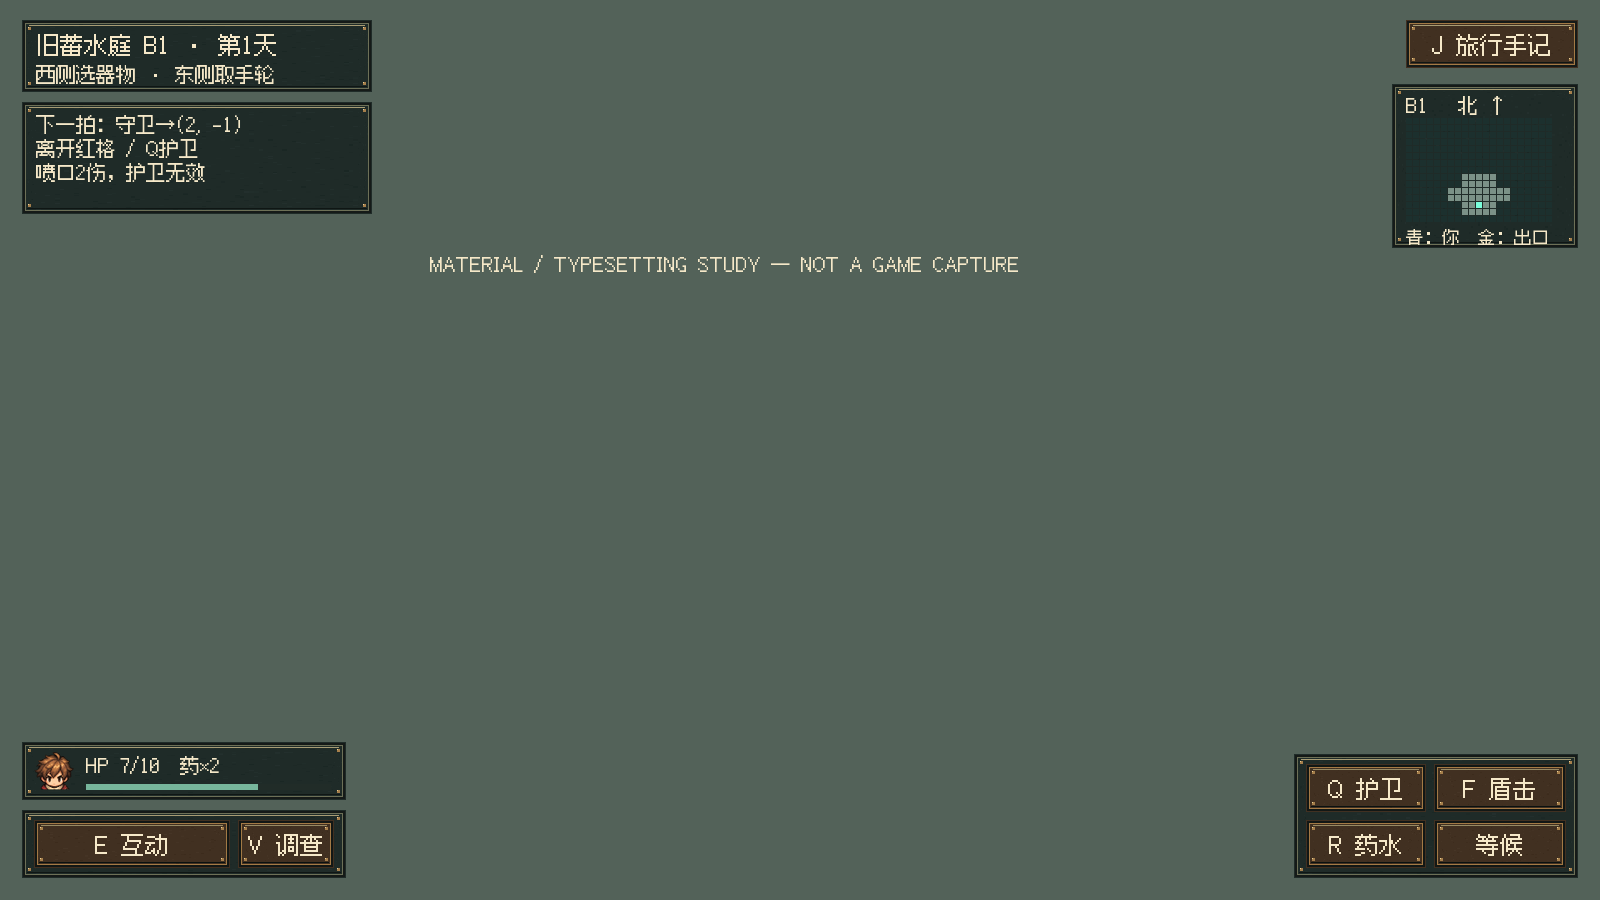 旧蓄水庭 B1 · 第1天
西侧选器物 · 东侧取手轮
下一拍: 守卫→(2, -1)
离开红格 / Q护卫
喷口2伤, 护卫无效
J 旅行手记
B1 北 ↑
青: 你 金: 出口
MATERIAL / TYPESETTING STUDY — NOT A GAME CAPTURE
HP 7/10 药×2
E 互动
V 调查
Q 护卫
F 盾击
R 药水
等候